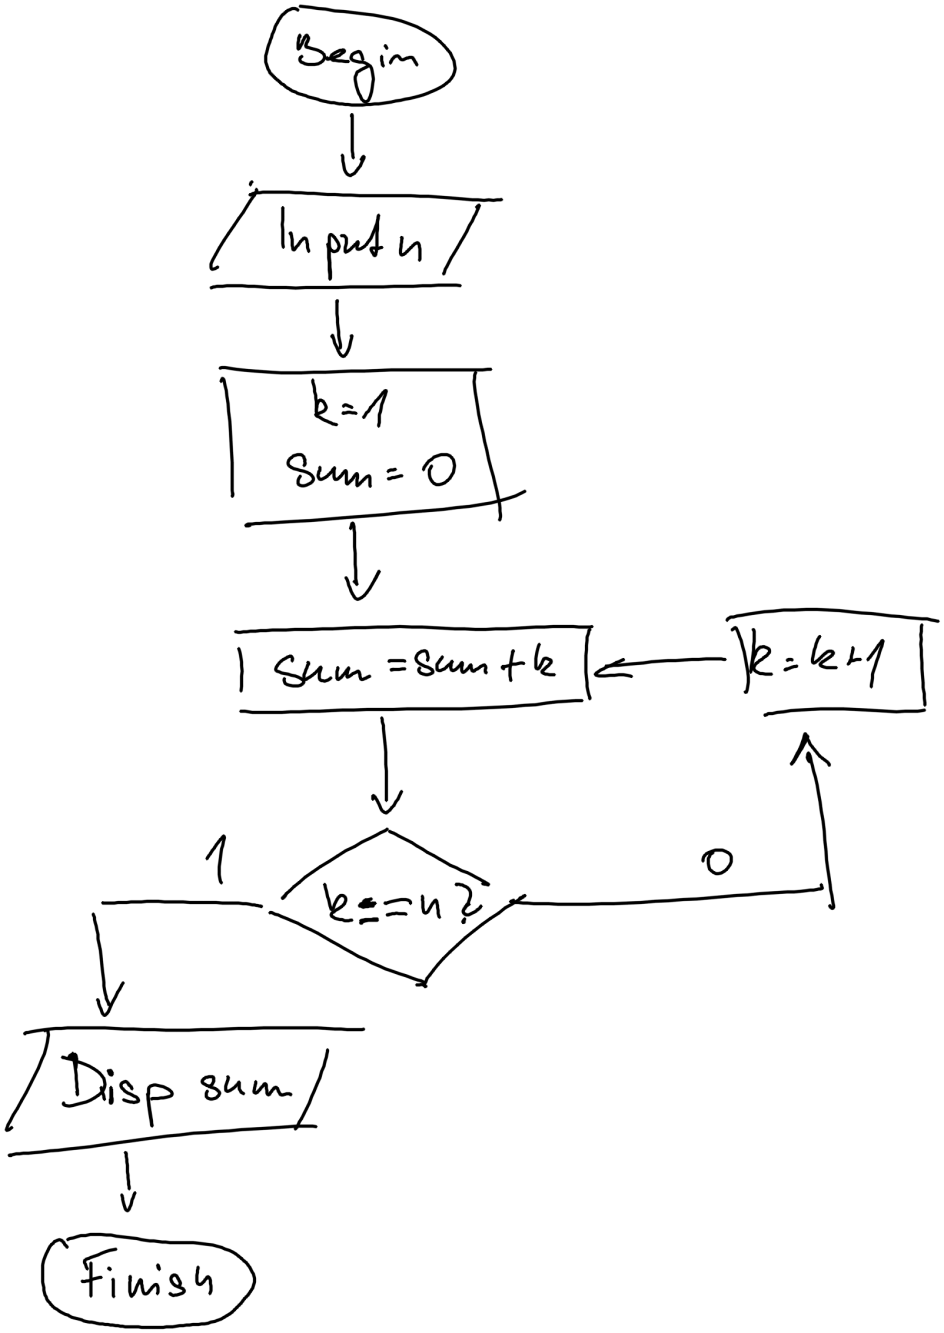 Begin
Input n
k=1
sum = 0
sum = sum + k
k = k+1
1
0
k == n ?
Disp sum
Finish